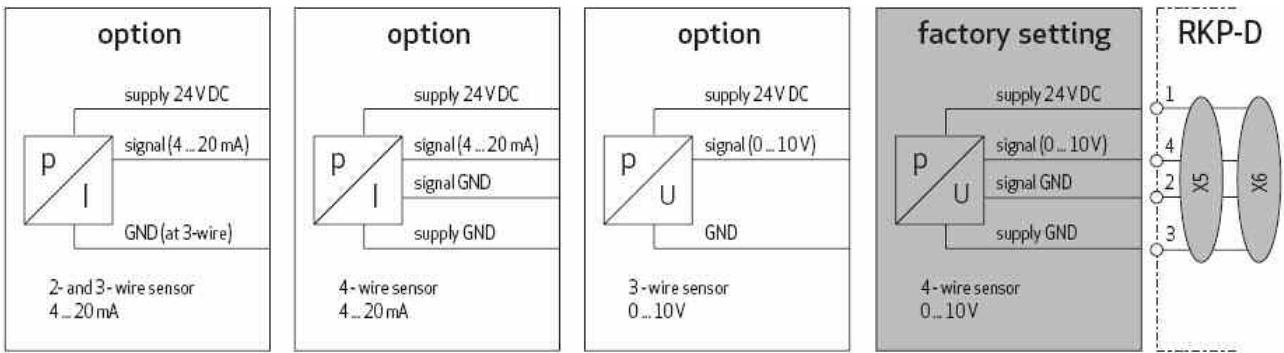 option
supply 24 V DC
signal (4 ... 20 mA)
p
I
GND (at 3-wire)
2- and 3- wire sensor
4 ... 20 mA
option
supply 24 V DC
signal (4 ... 20 mA)
p
signal GND
I
supply GND
4- wire sensor
4 ... 20 mA
option
supply 24 V DC
signal (0 ... 10 V)
p
U
GND
3 - wire sensor
0 ... 10 V
factory setting
supply 24 V DC
signal (0 ... 10 V)
p
signal GND
U
supply GND
4 - wire sensor
0 ... 10 V
RKP-D
1
4
2
3
X5
X6